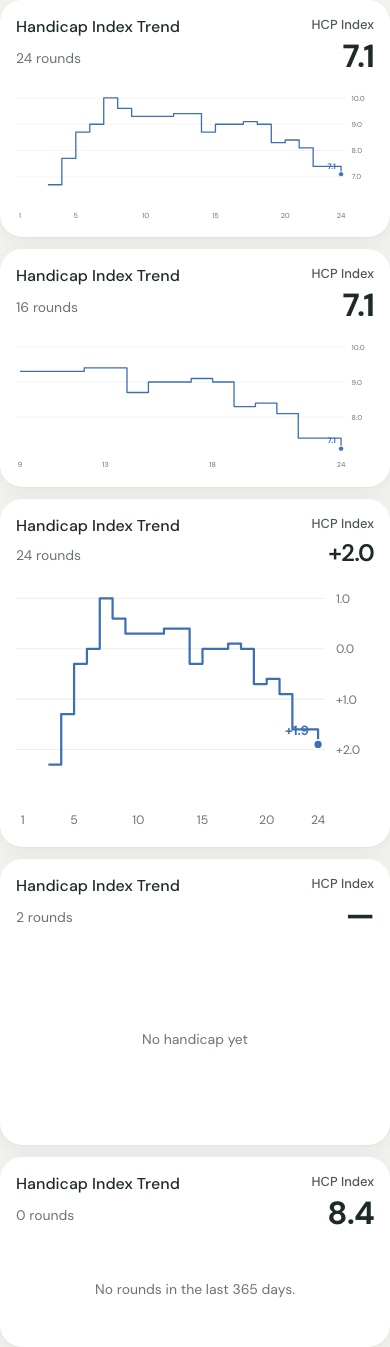 Handicap Index Trend
HCP Index
24 rounds
7.1
10.0
9.0
8.0
7.1
7.0
1 5 10 15 20 24
Handicap Index Trend
HCP Index
16 rounds
7.1
10.0
9.0
8.0
7.1
9 13 18 24
Handicap Index Trend
HCP Index
24 rounds
+2.0
1.0
0.0
+1.0
+1.9
+2.0
1 5 10 15 20 24
Handicap Index Trend
HCP Index
2 rounds
—
No handicap yet
Handicap Index Trend
HCP Index
0 rounds
8.4
No rounds in the last 365 days.